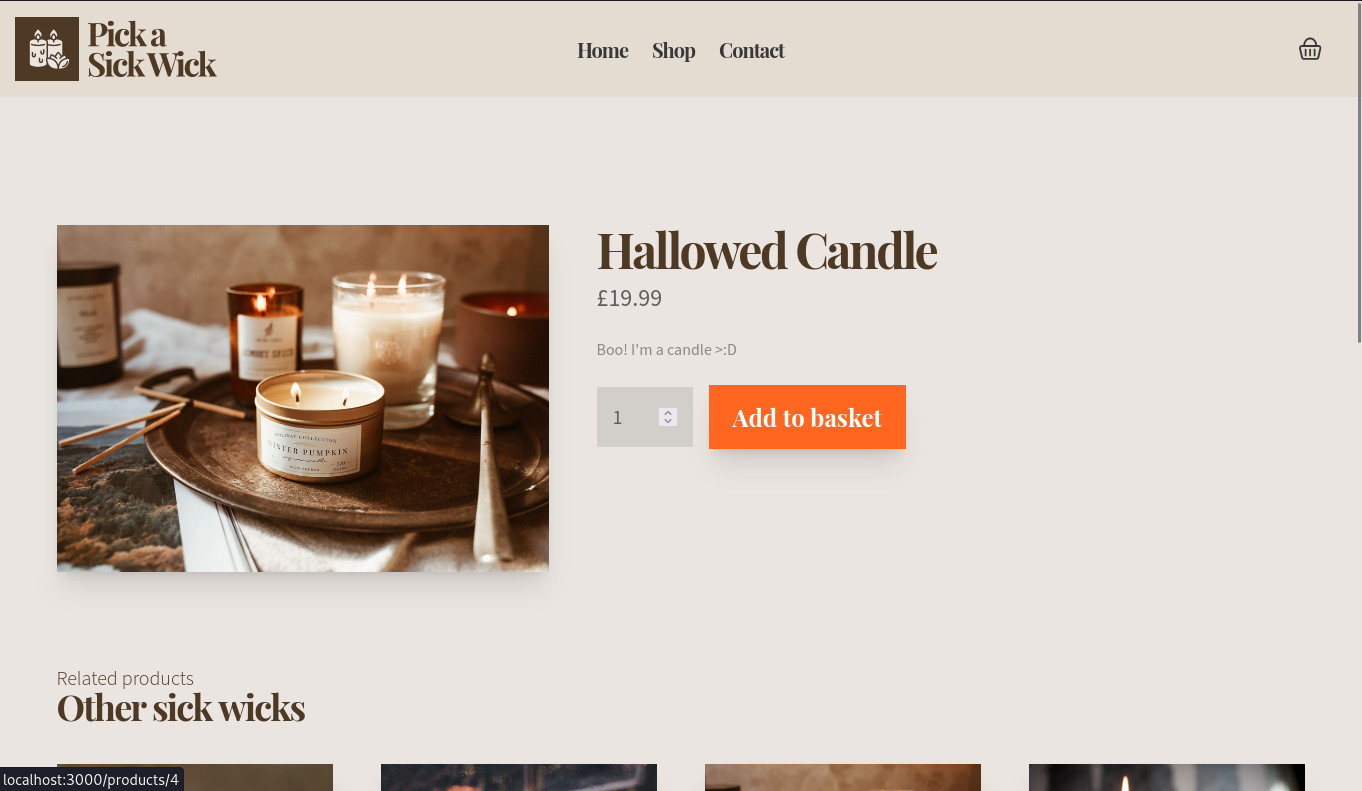 Pick a
Sick Wick
Home Shop Contact
Hallowed Candle
£19.99
Boo! I'm a candle >:D
1
Add to basket
WINTER PUMPKIN
Related products
Other sick wicks
localhost:3000/products/4